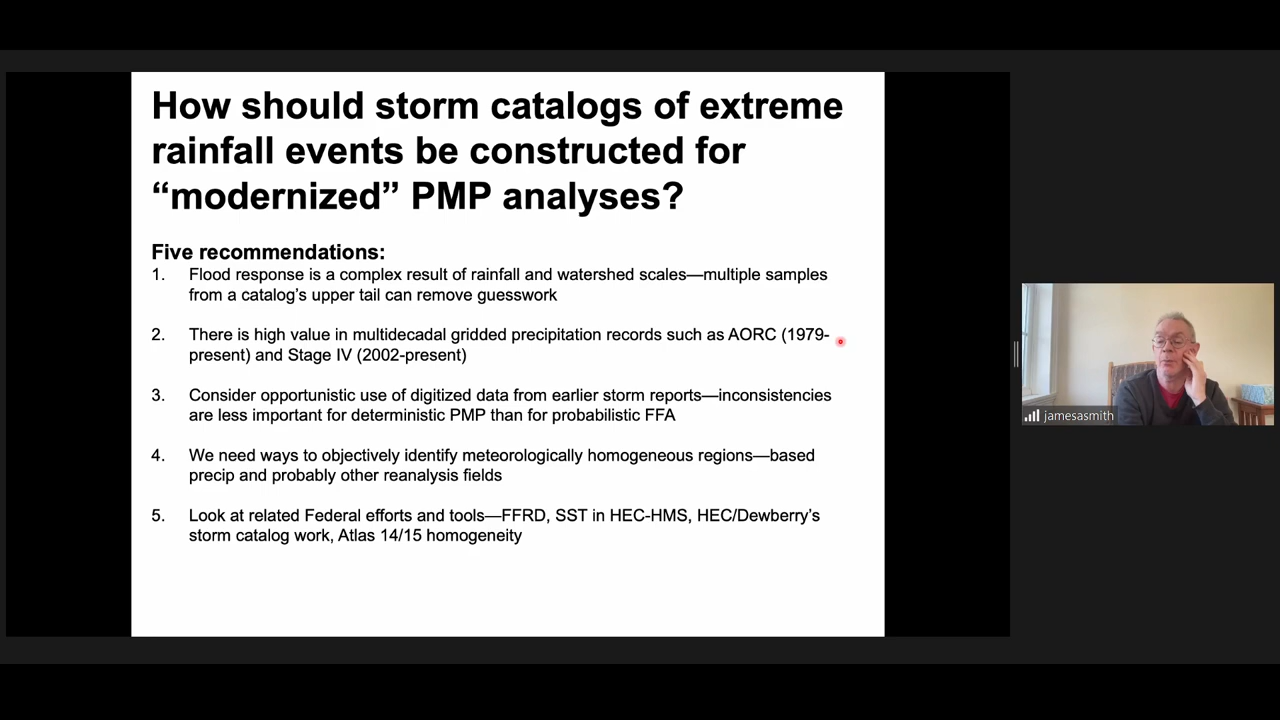 How should storm catalogs of extreme
rainfall events be constructed for
“modernized” PMP analyses?
Five recommendations:
1. Flood response is a complex result of rainfall and watershed scales—multiple samples
from a catalog’s upper tail can remove guesswork
2. There is high value in multidecadal gridded precipitation records such as AORC (1979-
present) and Stage IV (2002-present)
3. Consider opportunistic use of digitized data from earlier storm reports—inconsistencies
are less important for deterministic PMP than for probabilistic FFA
4. We need ways to objectively identify meteorologically homogeneous regions—based
precip and probably other reanalysis fields
5. Look at related Federal efforts and tools—FFRD, SST in HEC-HMS, HEC/Dewberry’s
storm catalog work, Atlas 14/15 homogeneity
jamesasmith